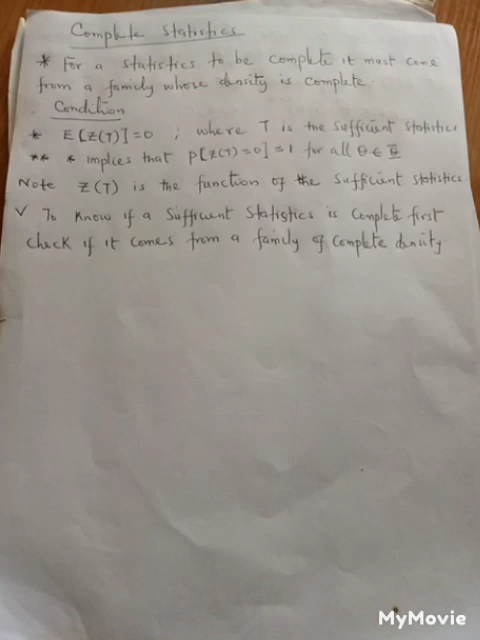 Complete Statistics
* For a statistics to be complete it must come
from a family whose density is complete.
Condition
* E[Z(T)]=0 ; where T is the sufficient statistics
** * implies that P[Z(T)=0]=1 for all θ ∈ Θ
Note Z(T) is the function of the sufficient statistics.
✓ To Know if a Sufficient Statistics is Complete first
check if it comes from a family of complete density
MyMovie